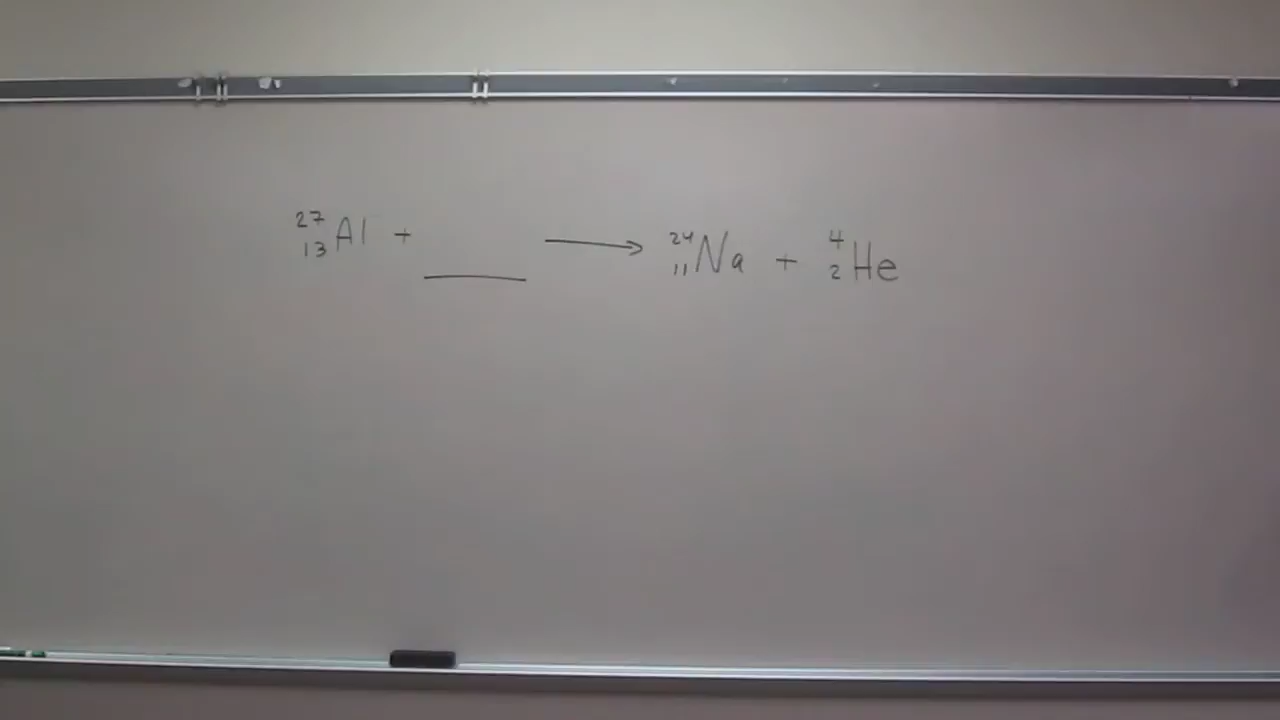 ²⁷₁₃Al + ____ → ²⁴₁₁Na + ⁴₂He